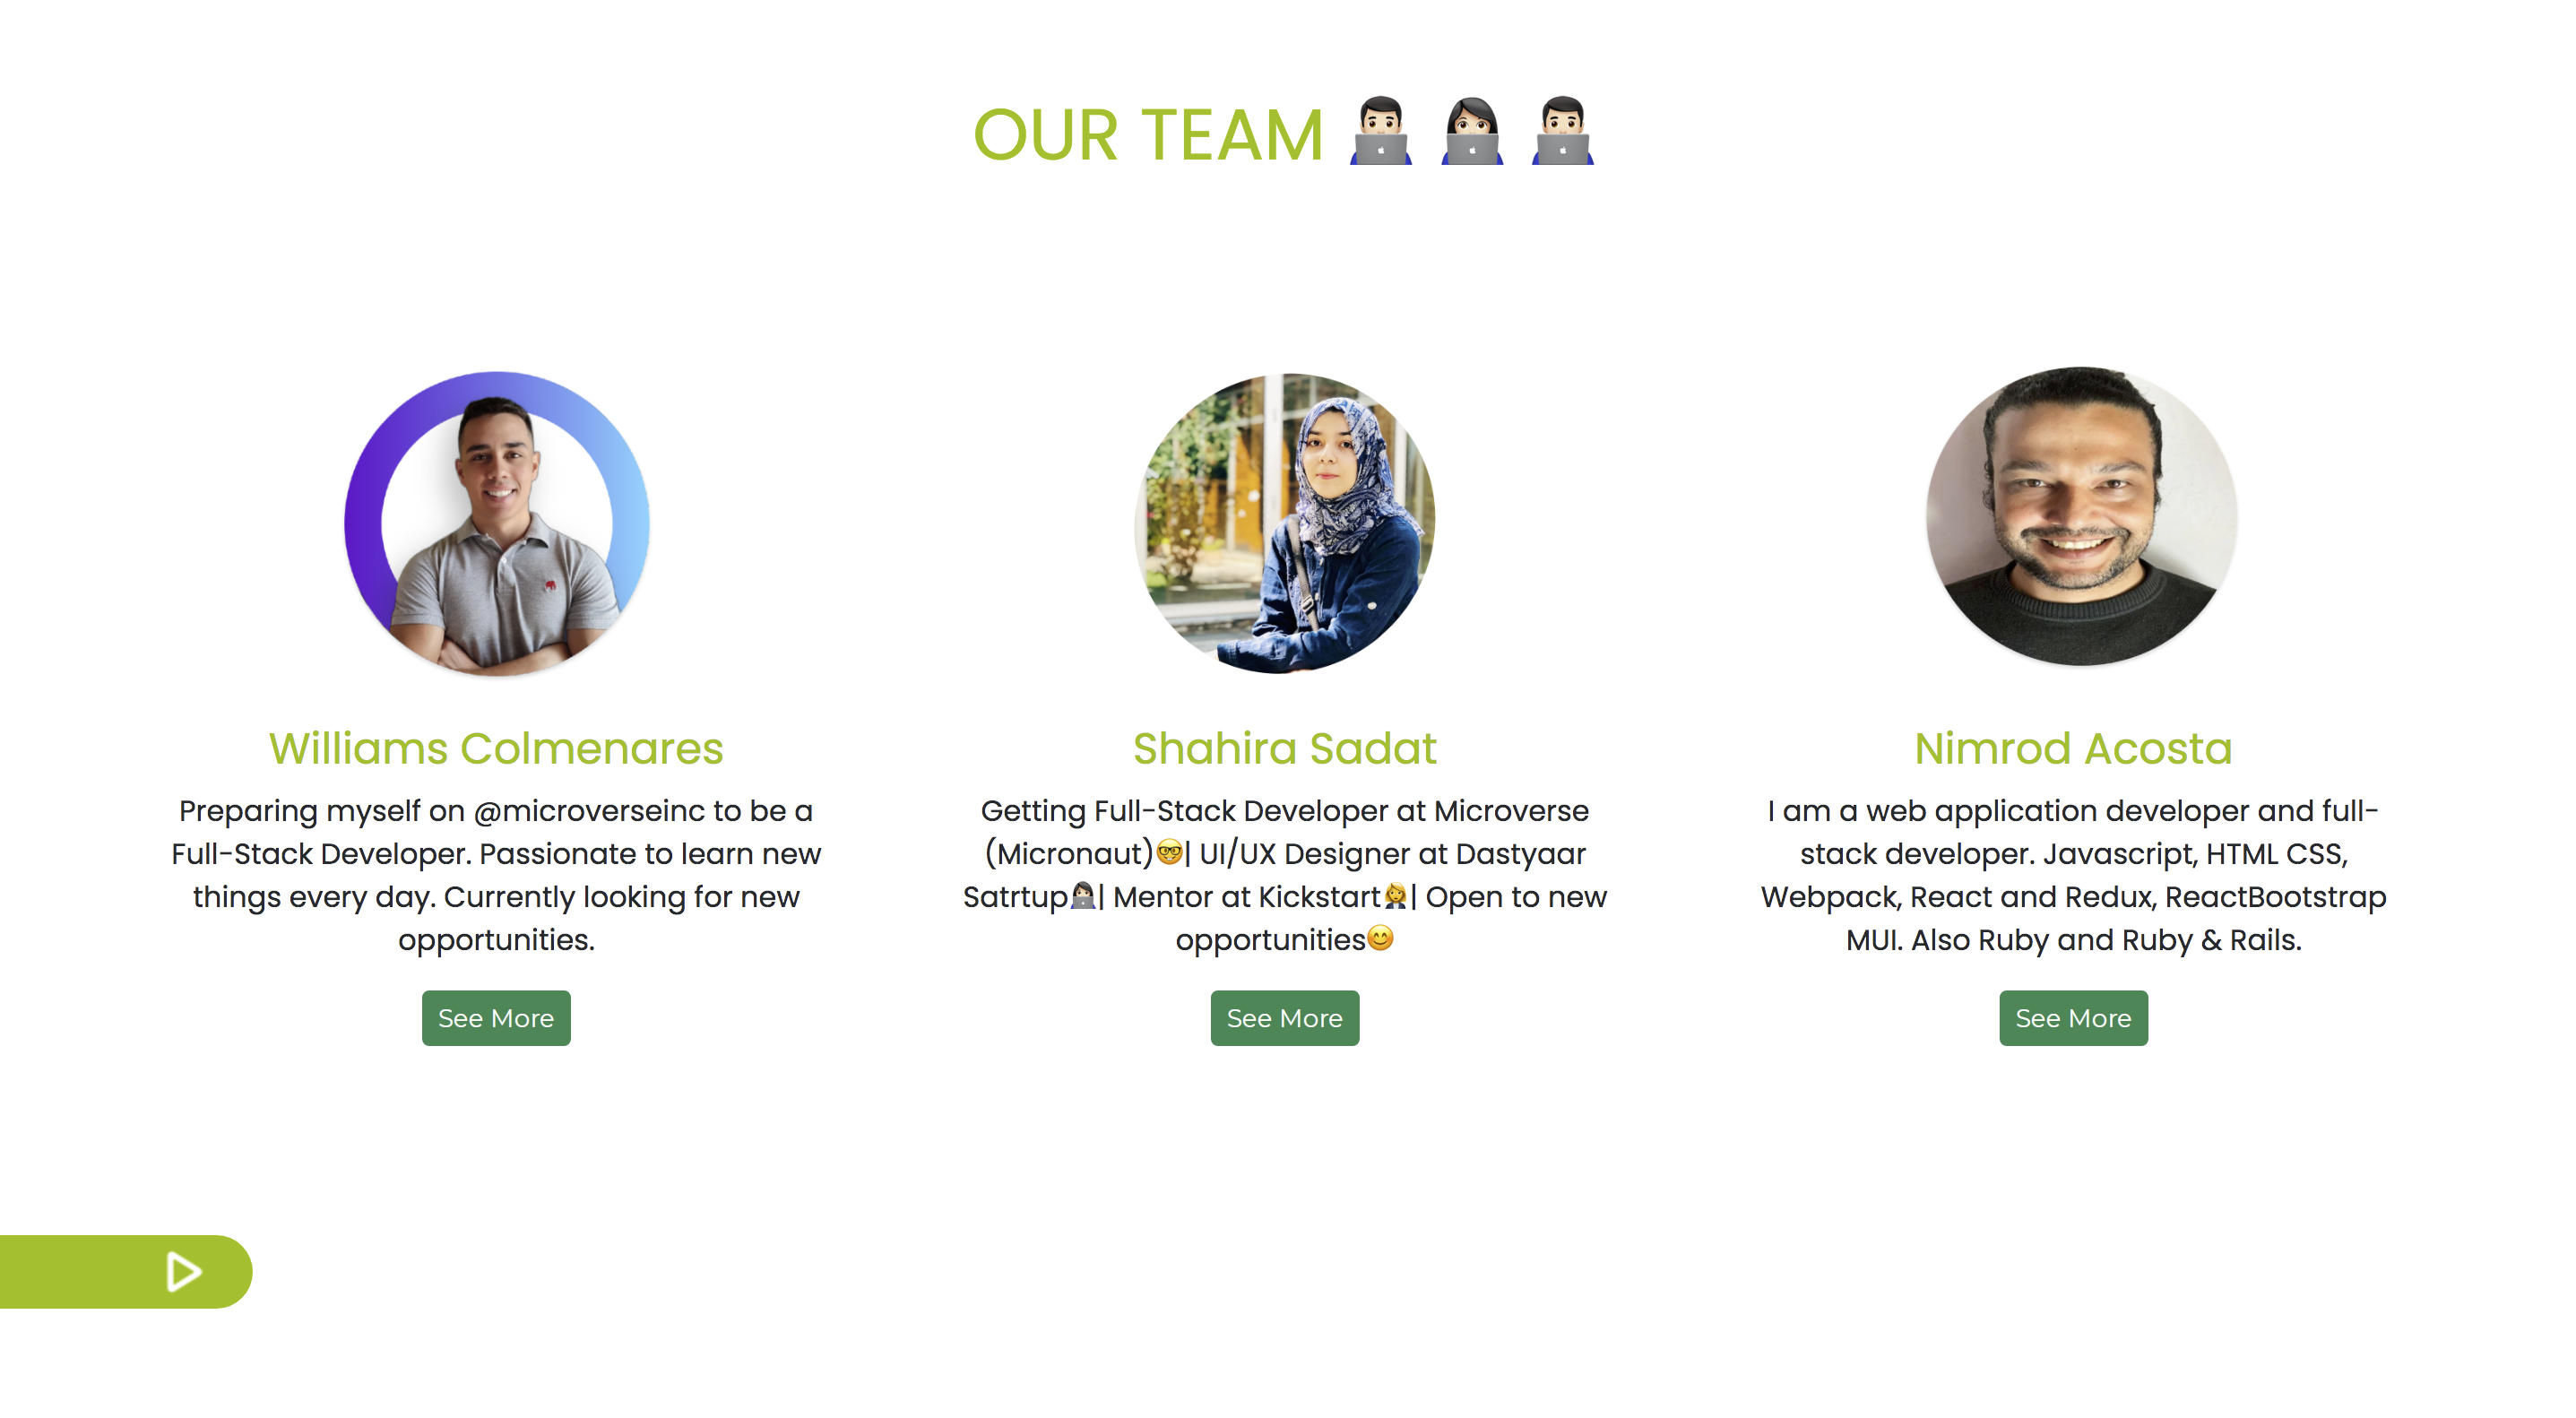 OUR TEAM 👨🏻‍💻 👩🏻‍💻 👨🏻‍💻
Williams Colmenares
Preparing myself on @microverseinc to be a
Full-Stack Developer. Passionate to learn new
things every day. Currently looking for new
opportunities.
See More
Shahira Sadat
Getting Full-Stack Developer at Microverse
(Micronaut)🤓| UI/UX Designer at Dastyaar
Satrtup👩🏻‍💻| Mentor at Kickstart👩‍💼| Open to new
opportunities😊
See More
Nimrod Acosta
I am a web application developer and full-
stack developer. Javascript, HTML CSS,
Webpack, React and Redux, ReactBootstrap
MUI. Also Ruby and Ruby & Rails.
See More